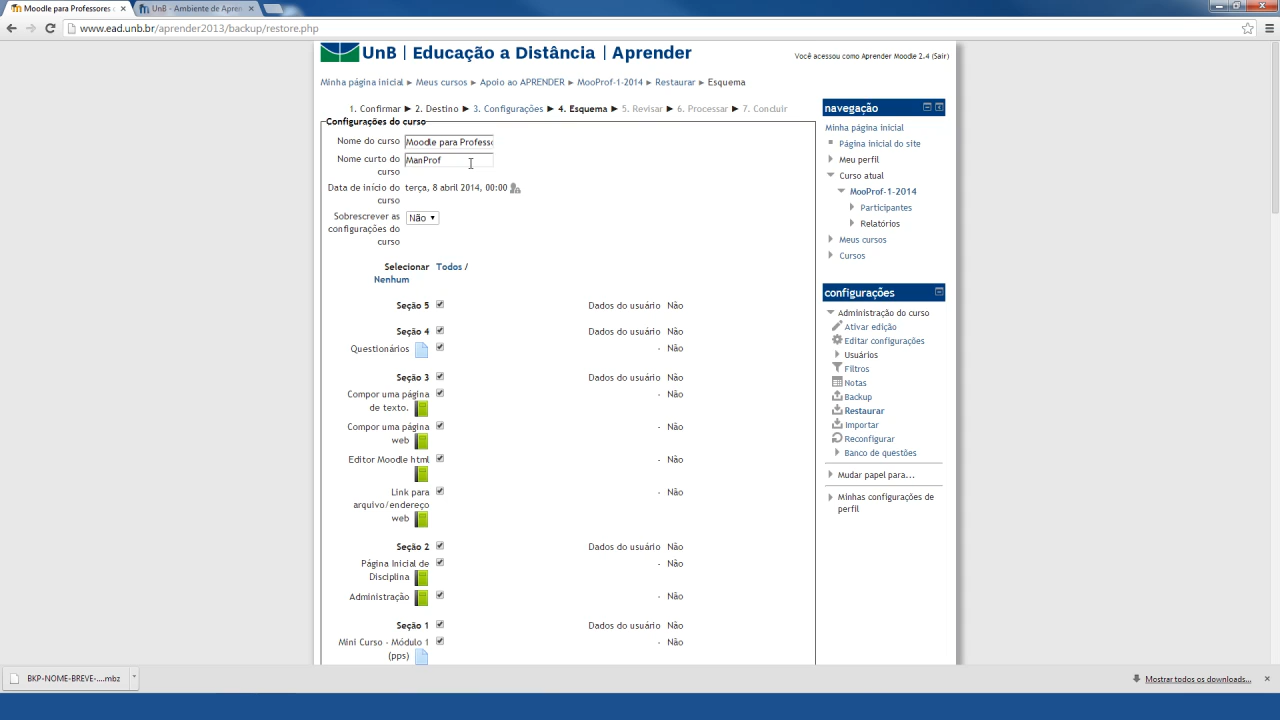 Moodle para Professores
UnB - Ambiente de Apren
www.ead.unb.br/aprender2013/backup/restore.php
UnB | Educação a Distância | Aprender
Você acessou como Aprender Moodle 2.4 (Sair)
Minha página inicial ► Meus cursos ► Apoio ao APRENDER ► MooProf-1-2014 ► Restaurar ► Esquema
1. Confirmar ► 2. Destino ► 3. Configurações ► 4. Esquema ► 5. Revisar ► 6. Processar ► 7. Concluir
Configurações do curso
Nome do curso Moodle para Professo
Nome curto do
curso
ManProf
Data de início do
curso
terça, 8 abril 2014, 00:00
Sobrescrever as
configurações do
curso
Não
Selecionar Todos /
Nenhum
Seção 5 Dados do usuário Não
Seção 4 Dados do usuário Não
Questionários - Não
Seção 3 Dados do usuário Não
Compor uma página
de texto.
- Não
Compor uma página
web
- Não
Editor Moodle html - Não
Link para
arquivo/endereço
web
- Não
Seção 2 Dados do usuário Não
Página Inicial de
Disciplina
- Não
Administração - Não
Seção 1 Dados do usuário Não
Mini Curso - Módulo 1
(pps)
- Não
navegação
Minha página inicial
Página inicial do site
Meu perfil
Curso atual
MooProf-1-2014
Participantes
Relatórios
Meus cursos
Cursos
configurações
Administração do curso
Ativar edição
Editar configurações
Usuários
Filtros
Notas
Backup
Restaurar
Importar
Reconfigurar
Banco de questões
Mudar papel para...
Minhas configurações de
perfil
BKP-NOME-BREVE-....mbz
Mostrar todos os downloads...